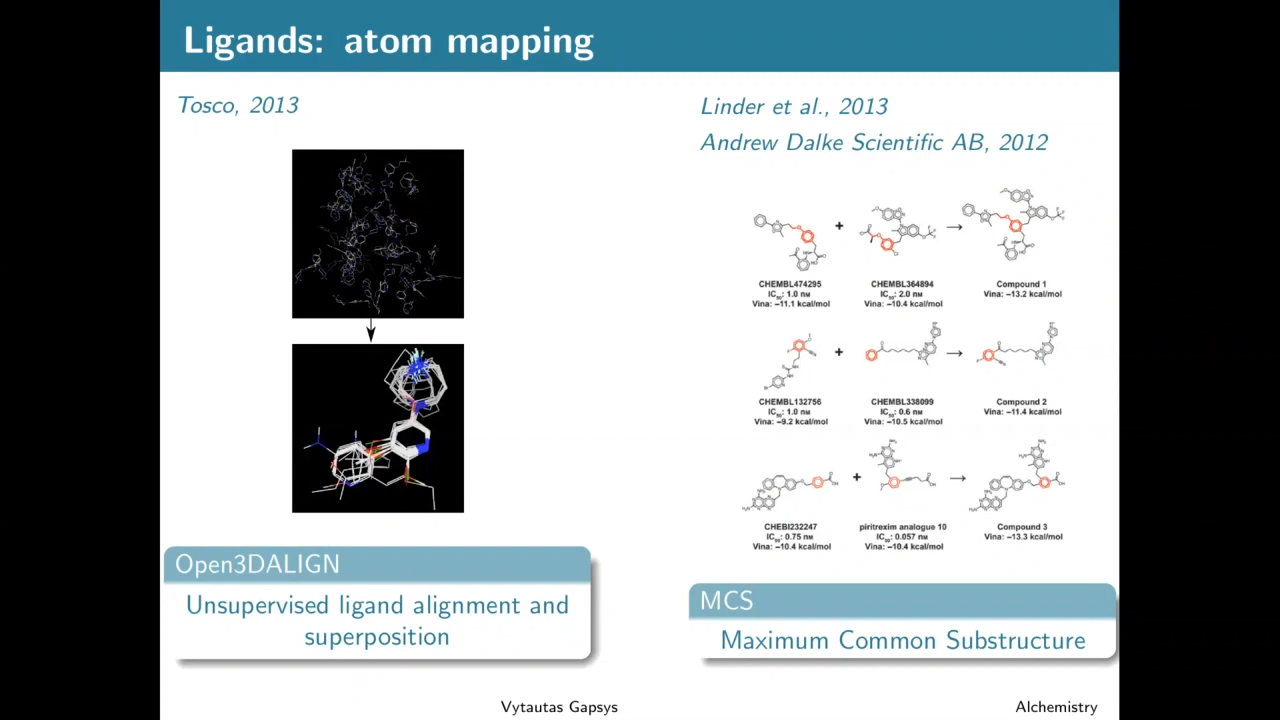 Ligands: atom mapping
Tosco, 2013
Open3DALIGN
Unsupervised ligand alignment and
superposition
Linder et al., 2013
Andrew Dalke Scientific AB, 2012
+
CHEMBL474295
IC50: 1.0 nM
Vina: −11.1 kcal/mol
CHEMBL364894
IC50: 2.0 nM
Vina: −10.4 kcal/mol
Compound 1
Vina: −13.2 kcal/mol
+
CHEMBL132756
IC50: 1.0 nM
Vina: −9.2 kcal/mol
CHEMBL338099
IC50: 0.6 nM
Vina: −10.5 kcal/mol
Compound 2
Vina: −11.4 kcal/mol
+
CHEBI232247
IC50: 0.75 nM
Vina: −10.4 kcal/mol
piritrexim analogue 10
IC50: 0.057 nM
Vina: −10.4 kcal/mol
Compound 3
Vina: −13.3 kcal/mol
MCS
Maximum Common Substructure
Vytautas Gapsys
Alchemistry